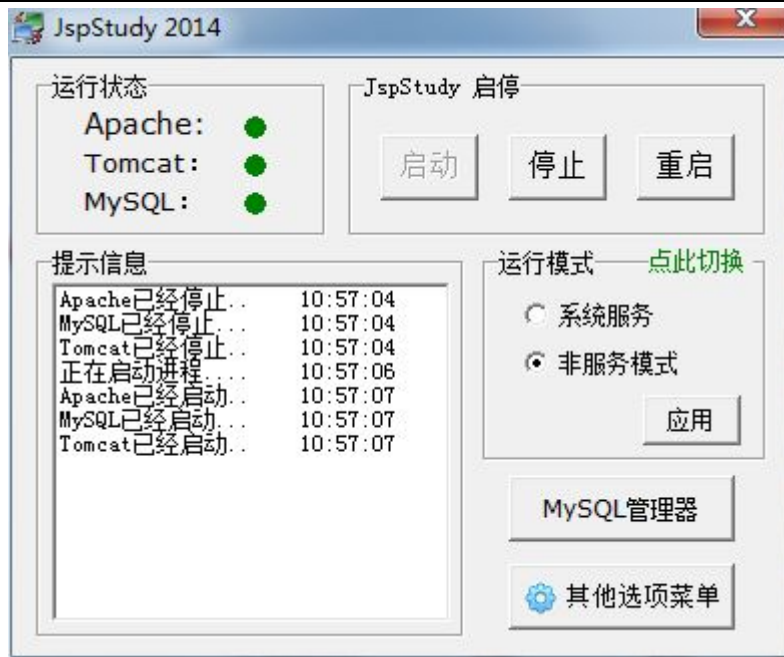 JspStudy 2014
运行状态
Apache:
Tomcat:
MySQL:
JspStudy 启停
启动 停止 重启
提示信息
Apache已经停止.. 10:57:04
MySQL已经停止... 10:57:04
Tomcat已经停止.. 10:57:04
正在启动进程.... 10:57:06
Apache已经启动.. 10:57:07
MySQL已经启动... 10:57:07
Tomcat已经启动.. 10:57:07
运行模式 点此切换
系统服务
非服务模式
应用
MySQL管理器
其他选项菜单